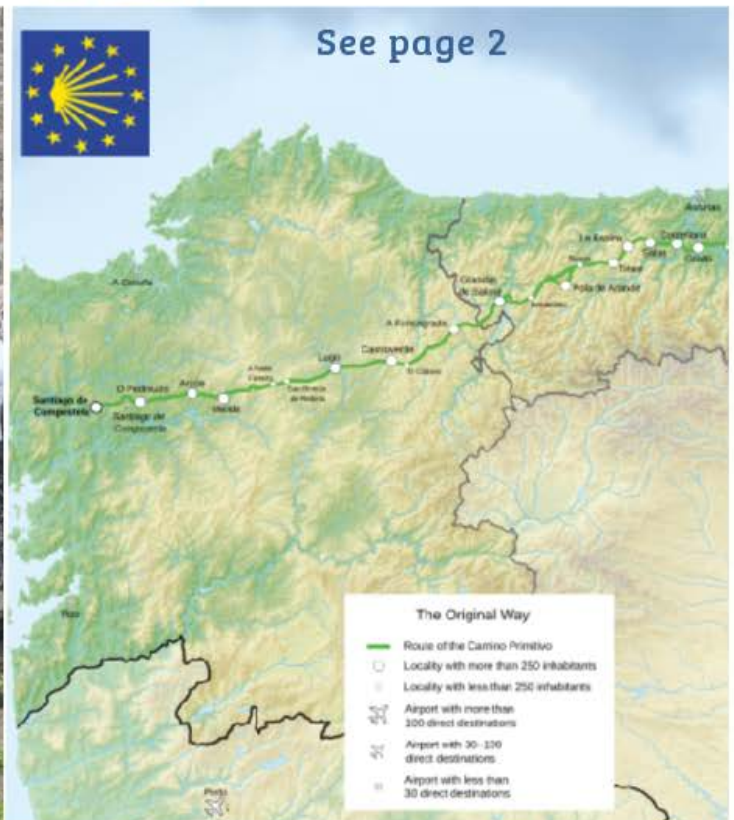 See page 2
Asturias
La Espina
Salas
Tineo
Grandas
de Salime
Pola de Allande
A Fonsagrada
A Coruña
Castroverde
O Cádavo
Lugo
Arzúa
O Pedrouzo
Melide
Santiago de
Compostela
Santiago de
Compostela
The Original Way
Route of the Camino Primitivo
Locality with more than 250 inhabitants
Locality with less than 250 inhabitants
Airport with more than
100 direct destinations
Airport with 30-100
direct destinations
Airport with less than
30 direct destinations
Porto